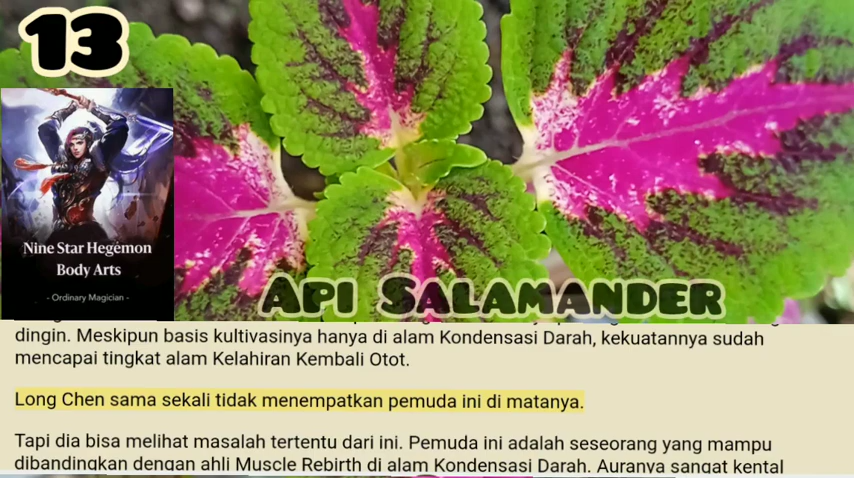 13
Nine Star Hegemon
Body Arts
- Ordinary Magician -
API SALAMANDER
dingin. Meskipun basis kultivasinya hanya di alam Kondensasi Darah, kekuatannya sudah
mencapai tingkat alam Kelahiran Kembali Otot.
Long Chen sama sekali tidak menempatkan pemuda ini di matanya.
Tapi dia bisa melihat masalah tertentu dari ini. Pemuda ini adalah seseorang yang mampu
dibandingkan dengan ahli Muscle Rebirth di alam Kondensasi Darah. Auranya sangat kental